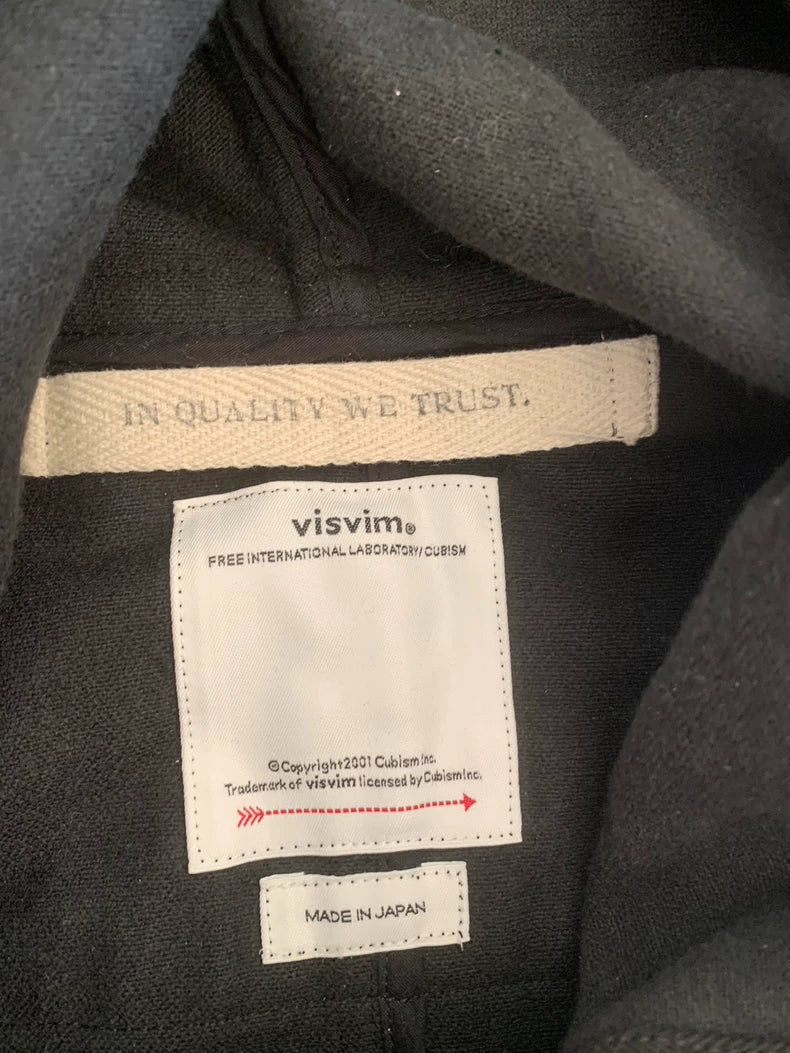 IN QUALITY WE TRUST.
visvim®
FREE INTERNATIONAL LABORATORY/CUBISM
©Copyright2001 Cubism Inc.
Trademark of visvim licensed by Cubism Inc.
MADE IN JAPAN